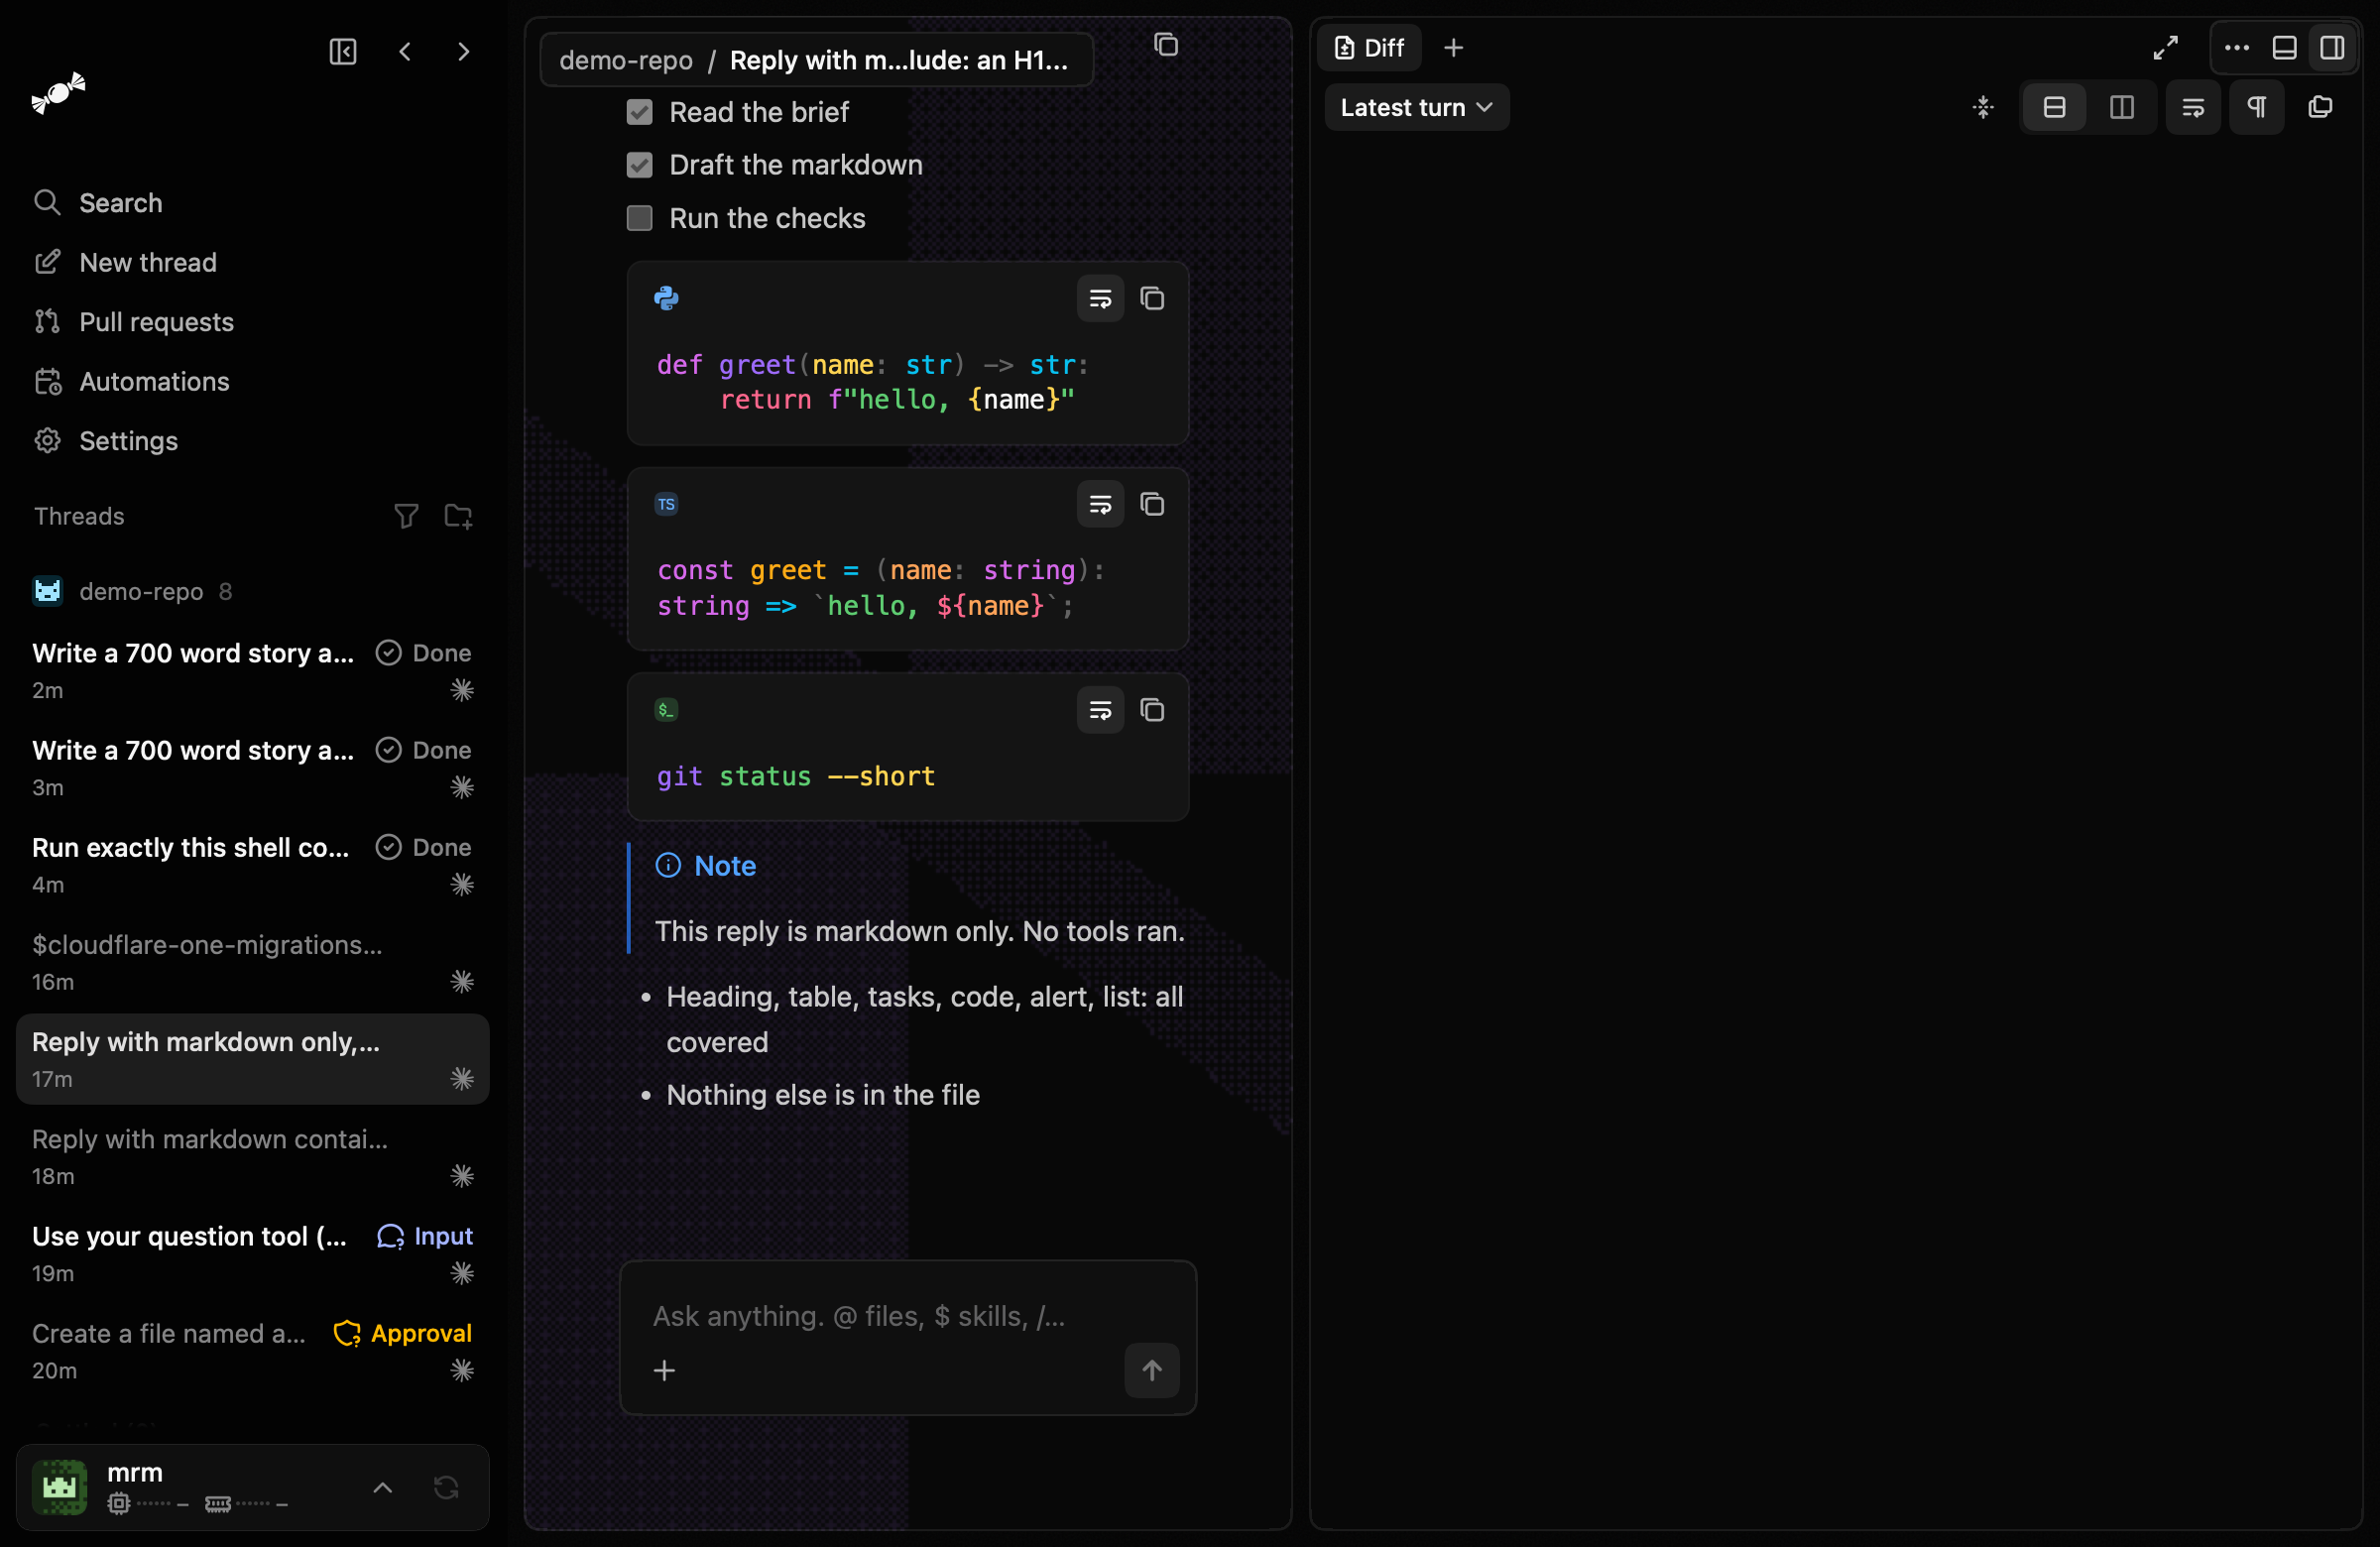 Search
New thread
Pull requests
Automations
Settings
Threads
demo-repo 8
Write a 700 word story a... Done
2m
Write a 700 word story a... Done
3m
Run exactly this shell co... Done
4m
$cloudflare-one-migrations...
16m
Reply with markdown only,...
17m
Reply with markdown contai...
18m
Use your question tool (... Input
19m
Create a file named a... Approval
20m
mrm
demo-repo / Reply with m...lude: an H1...
Read the brief
Draft the markdown
Run the checks
def greet(name: str) -> str:
    return f"hello, {name}"
TS
const greet = (name: string):
string => `hello, ${name}`;
$_
git status --short
Note
This reply is markdown only. No tools ran.
• Heading, table, tasks, code, alert, list: all
covered
• Nothing else is in the file
Ask anything. @ files, $ skills, /...
Diff
Latest turn